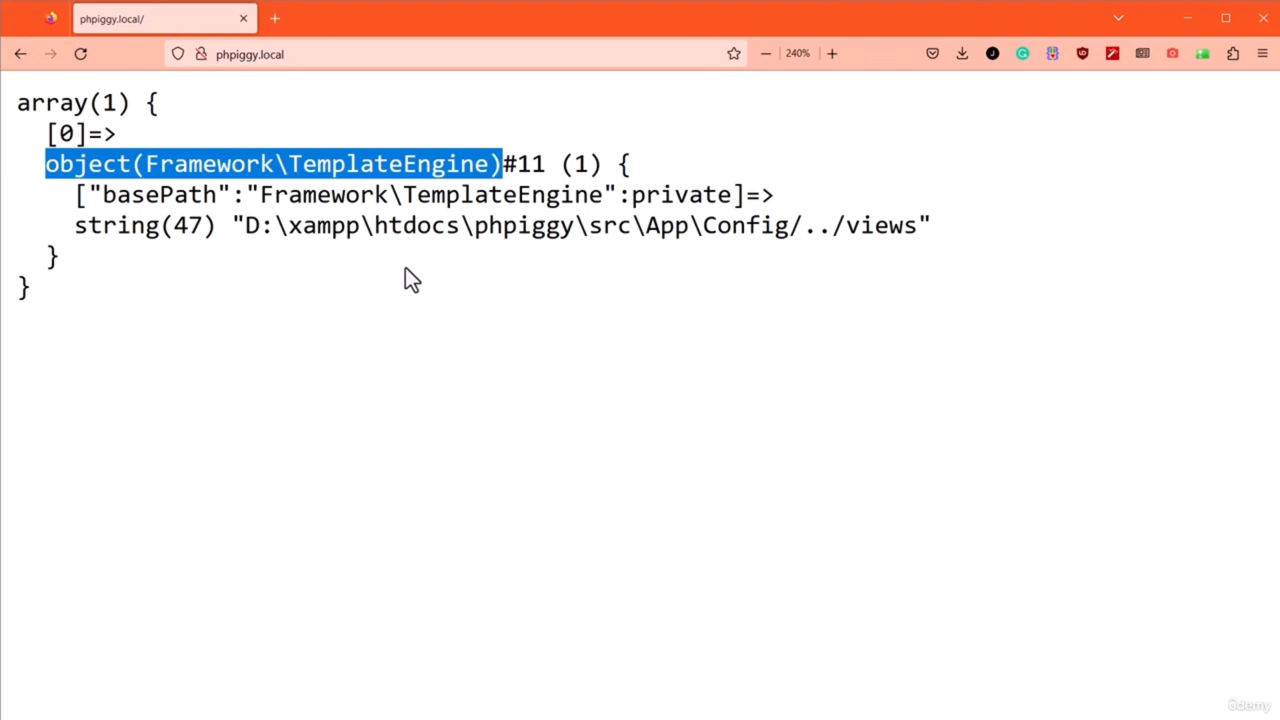 phpiggy.local/
phpiggy.local
240%
array(1) {
[0]=>
object(Framework\TemplateEngine)#11 (1) {
["basePath":"Framework\TemplateEngine":private]=>
string(47) "D:\xampp\htdocs\phpiggy\src\App\Config/../views"
}
}
ûdemy